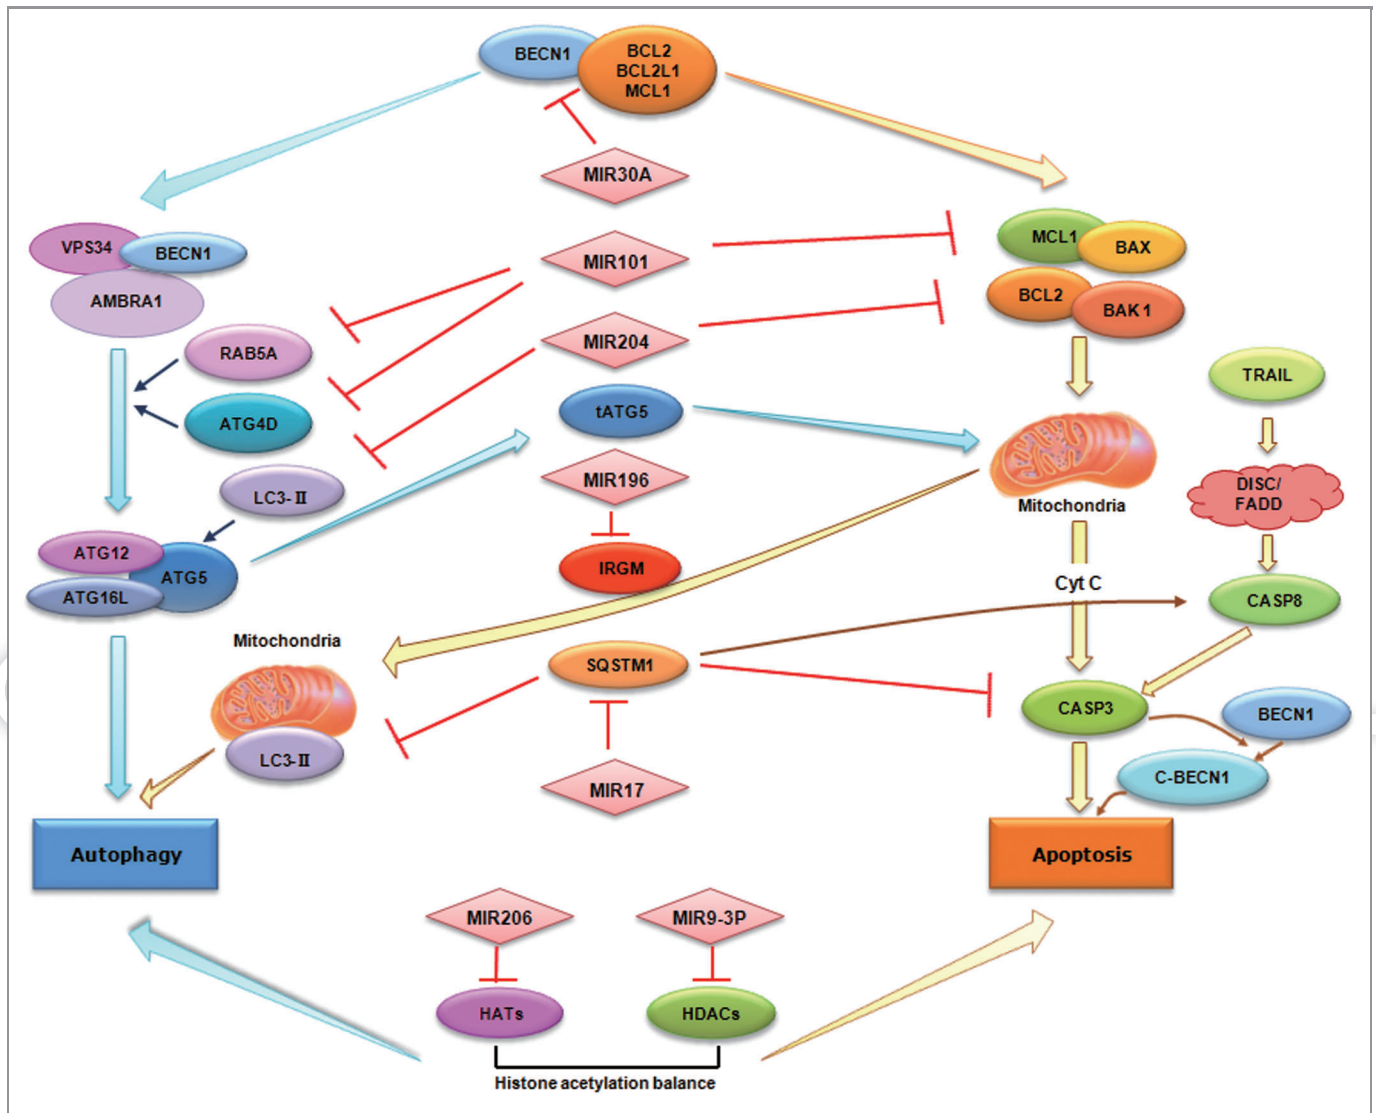 BECN1
BCL2
BCL2L1
MCL1
MIR30A
VPS34
BECN1
AMBRA1
MIR101
MCL1
BAX
BCL2
BAK1
RAB5A
MIR204
ATG4D
tATG5
TRAIL
LC3-II
MIR196
Mitochondria
DISC/
FADD
ATG12
ATG5
ATG16L
IRGM
Cyt C
CASP8
Mitochondria
SQSTM1
CASP3
BECN1
LC3-II
MIR17
C-BECN1
Autophagy
Apoptosis
MIR206
MIR9-3P
HATs
HDACs
Histone acetylation balance